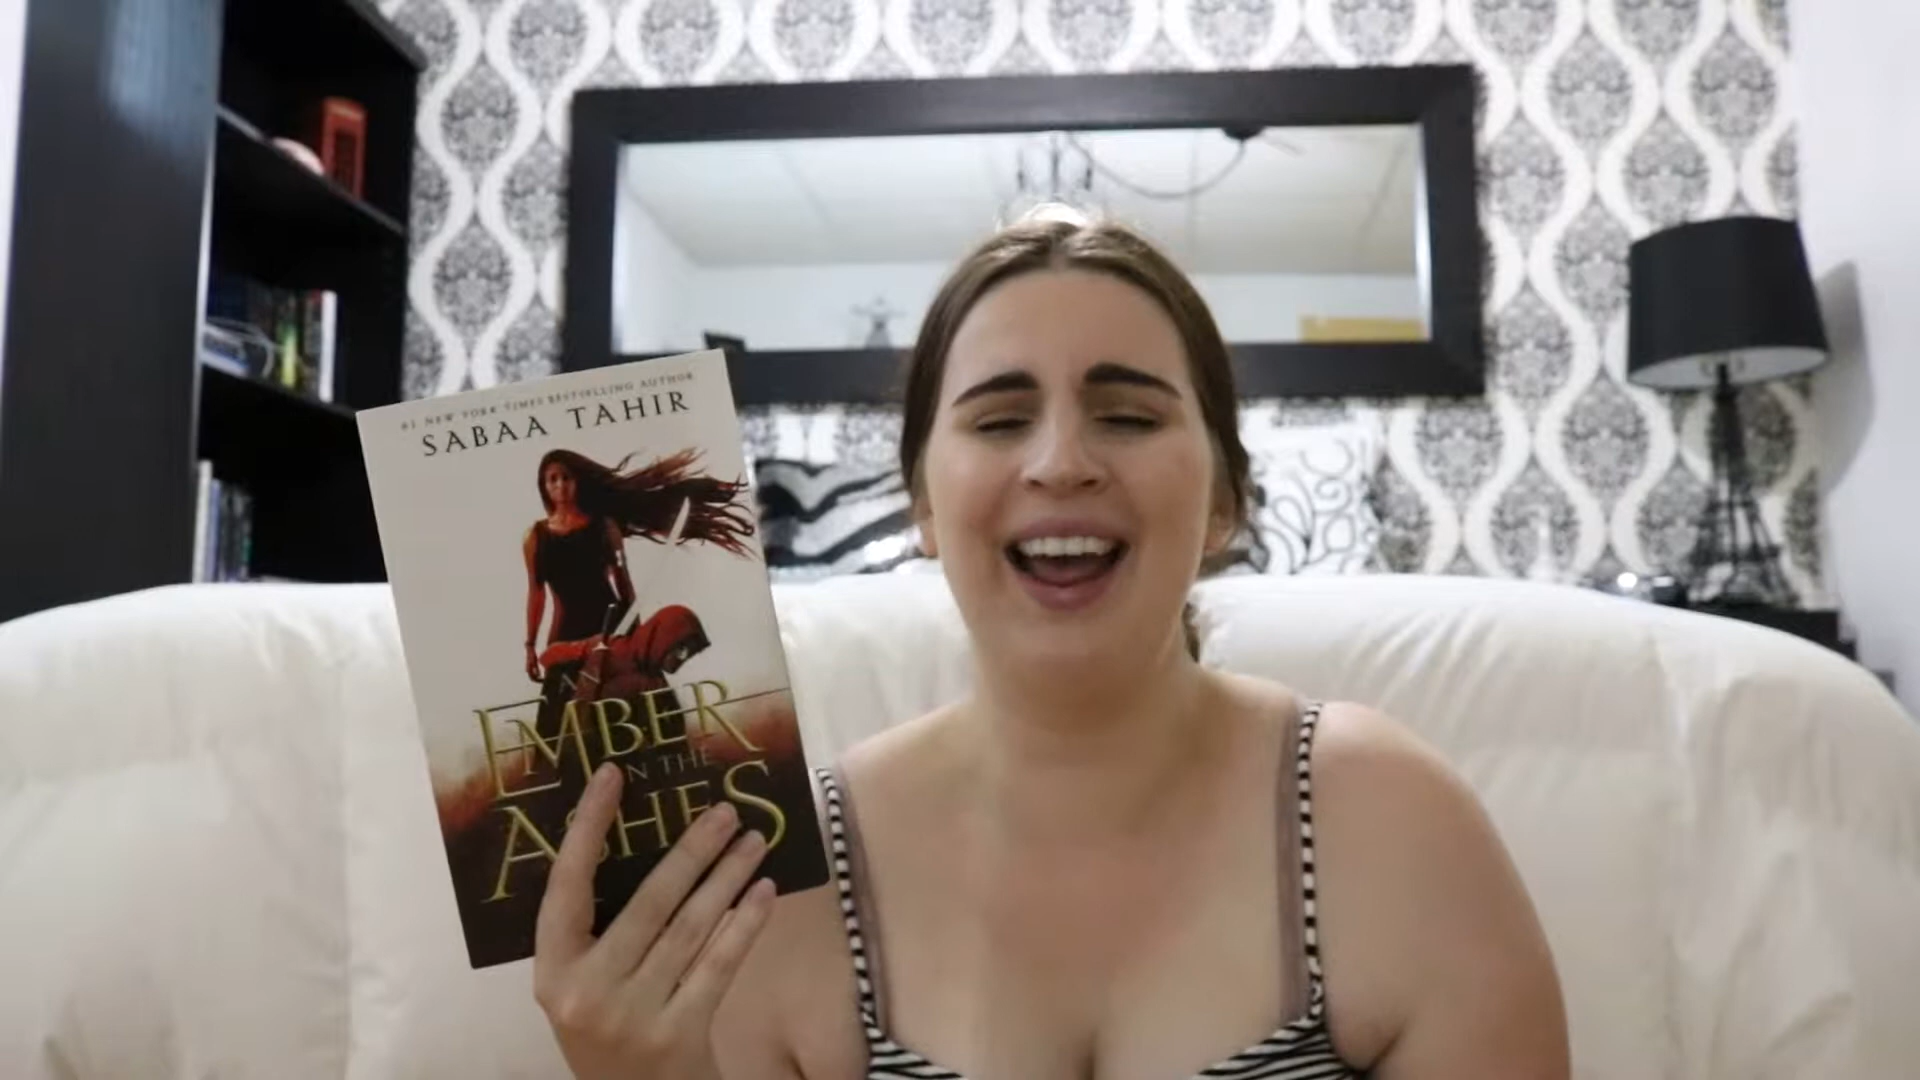 #1 NEW YORK TIMES BESTSELLING AUTHOR
SABAA TAHIR
AN
EMBER
IN THE
ASHES